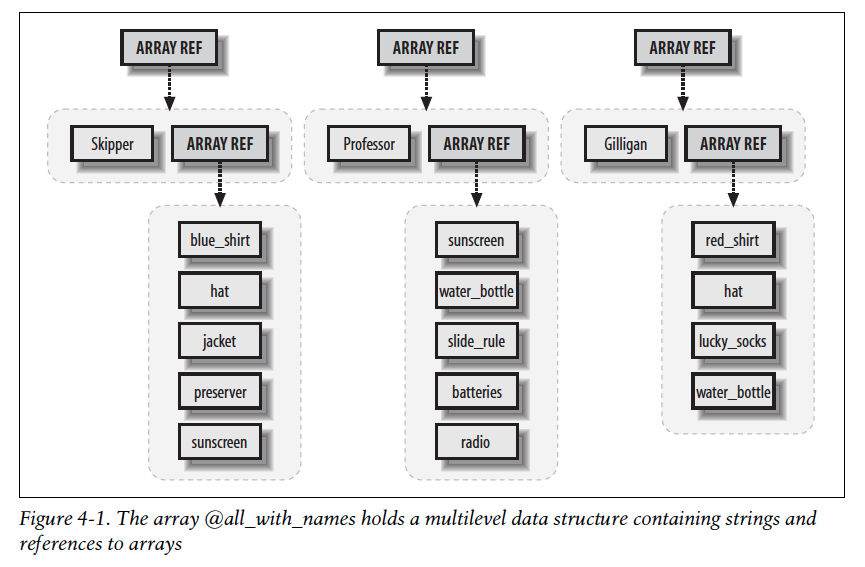 ARRAY REF ARRAY REF ARRAY REF
Skipper ARRAY REF Professor ARRAY REF Gilligan ARRAY REF
blue_shirt sunscreen red_shirt
hat water_bottle hat
jacket slide_rule lucky_socks
preserver batteries water_bottle
sunscreen radio
Figure 4-1. The array @all_with_names holds a multilevel data structure containing strings and
references to arrays